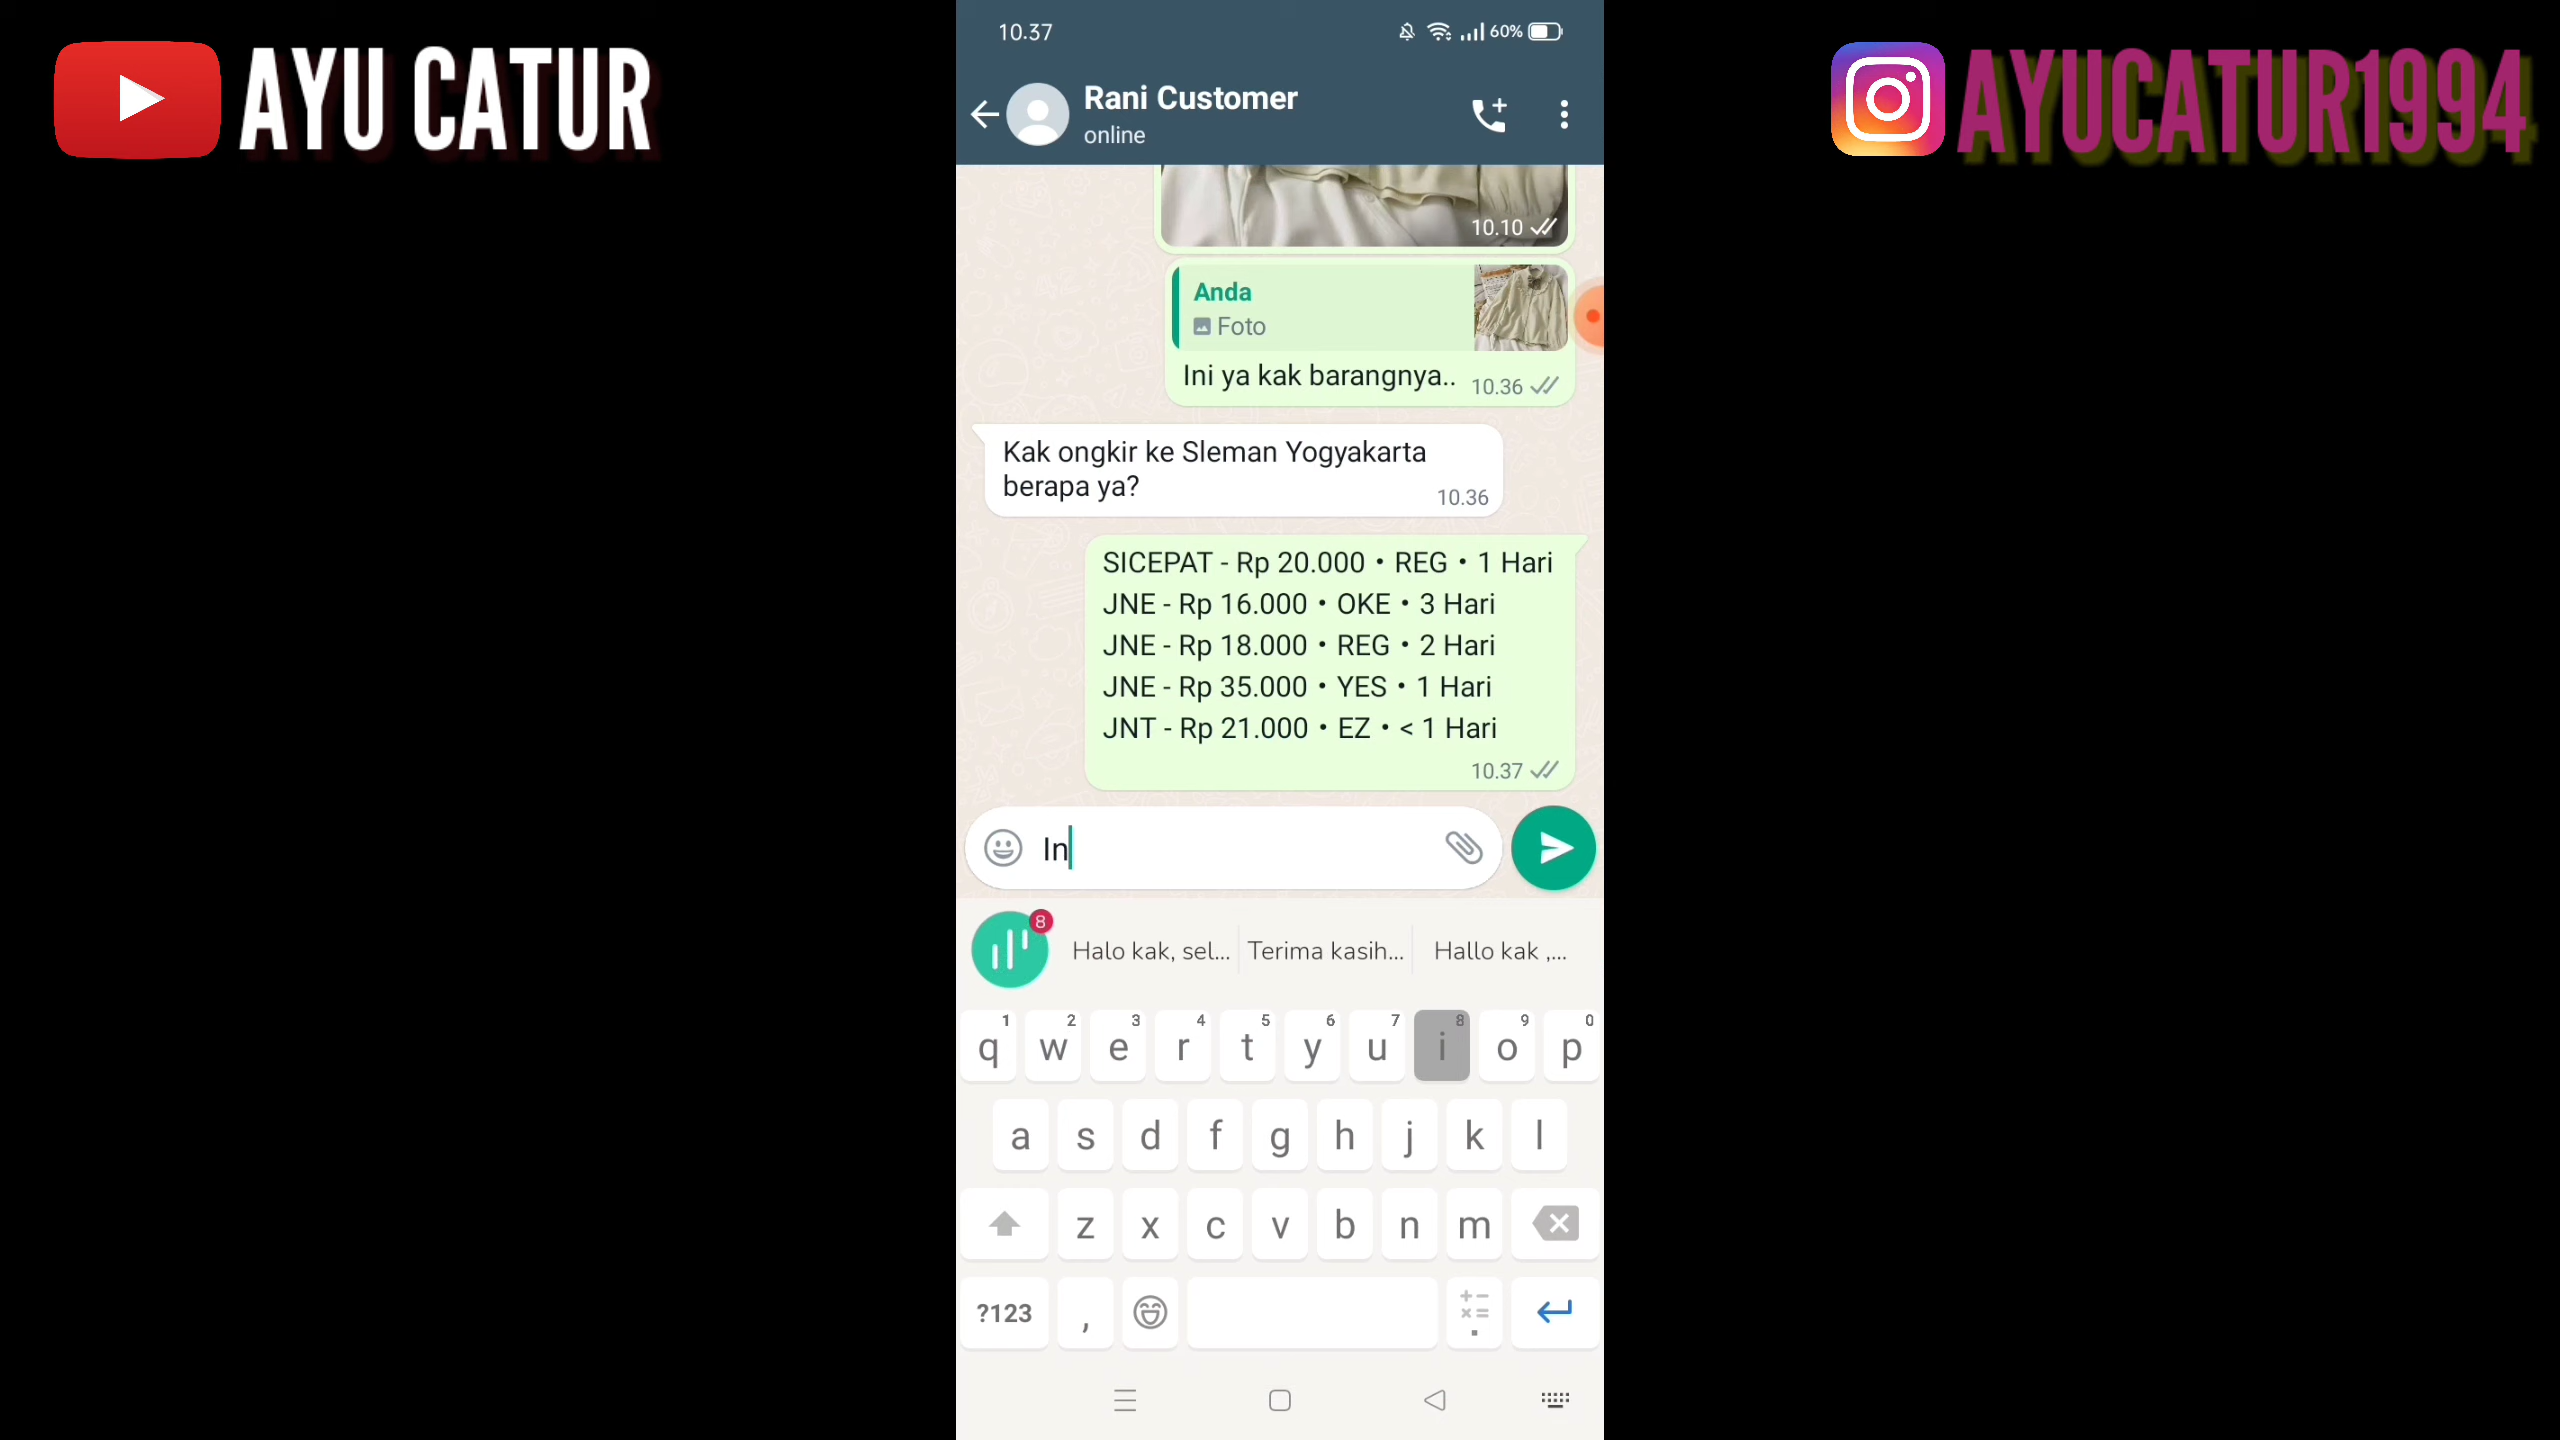 AYU CATUR
AYUCATUR1994
10.37
60%
Rani Customer
online
10.10
Anda
Foto
Ini ya kak barangnya..
10.36
Kak ongkir ke Sleman Yogyakarta
berapa ya?
10.36
SICEPAT - Rp 20.000 • REG • 1 Hari
JNE - Rp 16.000 • OKE • 3 Hari
JNE - Rp 18.000 • REG • 2 Hari
JNE - Rp 35.000 • YES • 1 Hari
JNT - Rp 21.000 • EZ • < 1 Hari
10.37
In
8
Halo kak, sel... Terima kasih... Hallo kak ,...
1 2 3 4 5 6 7 8 9 0
q w e r t y u i o p
a s d f g h j k l
z x c v b n m
?123 , + - × = .